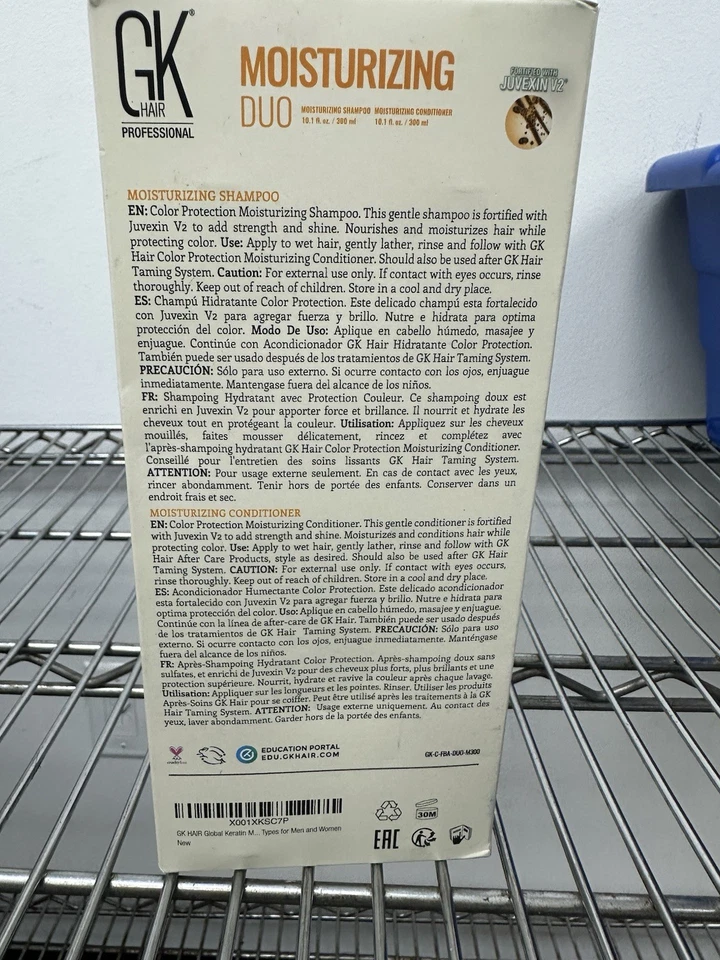 GK
HAIR
PROFESSIONAL
MOISTURIZING
DUO
MOISTURIZING SHAMPOO MOISTURIZING CONDITIONER
10.1 fl. oz. / 300 ml 10.1 fl. oz. / 300 ml
FORTIFIED WITH
JUVEXIN V2
MOISTURIZING SHAMPOO
EN: Color Protection Moisturizing Shampoo. This gentle shampoo is fortified with
Juvexin V2 to add strength and shine. Nourishes and moisturizes hair while
protecting color. Use: Apply to wet hair, gently lather, rinse and follow with GK
Hair Color Protection Moisturizing Conditioner. Should also be used after GK Hair
Taming System. Caution: For external use only. If contact with eyes occurs, rinse
thoroughly. Keep out of reach of children. Store in a cool and dry place.
ES: Champú Hidratante Color Protection. Este delicado champú esta fortalecido
con Juvexin V2 para agregar fuerza y brillo. Nutre e hidrata para optima
protección del color. Modo De Uso: Aplique en cabello húmedo, masajee y
enjuague. Continúe con Acondicionador GK Hair Hidratante Color Protection.
También puede ser usado después de los tratamientos de GK Hair Taming System.
PRECAUCIÓN: Sólo para uso externo. Si ocurre contacto con los ojos, enjuague
inmediatamente. Mantengase fuera del alcance de los niños.
FR: Shampoing Hydratant avec Protection Couleur. Ce shampoing doux est
enrichi en Juvexin V2 pour apporter force et brillance. Il nourrit et hydrate les
cheveux tout en protégeant la couleur. Utilisation: Appliquez sur les cheveux
mouillés, faites mousser délicatement, rincez et complétez avec
l'après-shampoing hydratant GK Hair Color Protection Moisturizing Conditioner.
Conseillé pour l'entretien des soins lissants GK Hair Taming System.
ATTENTION: Pour usage externe seulement. En cas de contact avec les yeux,
rincer abondamment. Tenir hors de portée des enfants. Conserver dans un
endroit frais et sec.
MOISTURIZING CONDITIONER
EN: Color Protection Moisturizing Conditioner. This gentle conditioner is fortified
with Juvexin V2 to add strength and shine. Moisturizes and conditions hair while
protecting color. Use: Apply to wet hair, gently lather, rinse and follow with GK
Hair After Care Products, style as desired. Should also be used after GK Hair
Taming System. CAUTION: For external use only. If contact with eyes occurs,
rinse thoroughly. Keep out of reach of children. Store in a cool and dry place.
ES: Acondicionador Humectante Color Protection. Este delicado acondicionador
esta fortalecido con Juvexin V2 para agregar fuerza y brillo. Nutre e hidrata para
optima protección del color. Uso: Aplique en cabello húmedo, masajee y enjuague.
Continúe con la línea de after-care de GK Hair. También puede ser usado después
de los tratamientos de GK Hair Taming System. PRECAUCIÓN: Sólo para uso
externo. Si ocurre contacto con los ojos, enjuague inmediatamente. Manténgase
fuera del alcance de los niños.
FR: Après-Shampoing Hydratant Color Protection. Après-shampoing doux sans
sulfates, et enrichi de Juvexin V2 pour des cheveux plus forts, plus brillants et une
protection supérieure. Nourrit, hydrate et ravive la couleur après chaque lavage.
Utilisation: Appliquer sur les longueurs et les pointes. Rinser. Utiliser les produits
Après-Soins GK Hair pour se coiffer. Peut être utilisé après les traitements à la GK
Hair Taming System. ATTENTION: Usage externe uniquement. Au contact des
yeux, laver abondamment. Garder hors de la portée des enfants.
EDUCATION PORTAL
EDU.GKHAIR.COM
GK-C-FBA-DUO-M300
X001XKSC7P
GK HAIR Global Keratin M... Types for Men and Women
New
30M
EAC